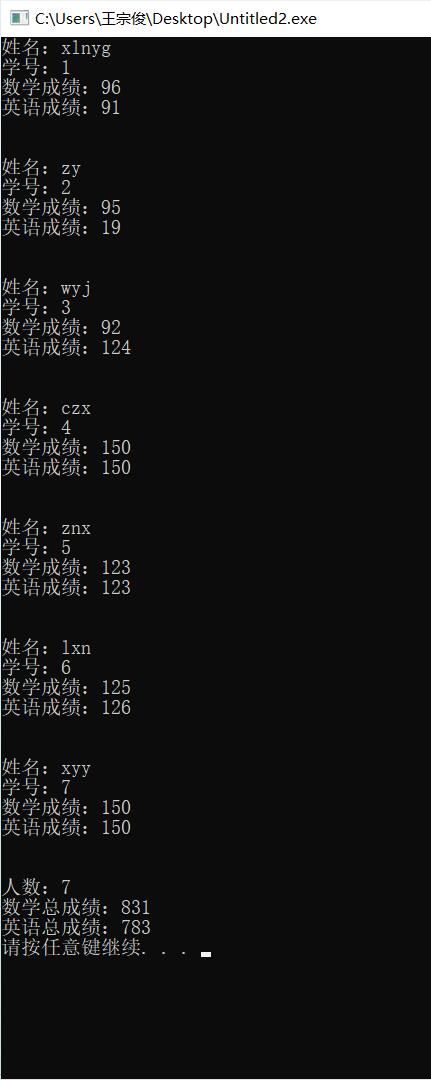 C:\Users\王宗俊\Desktop\Untitled2.exe
姓名：xlnyg
学号：1
数学成绩：96
英语成绩：91
姓名：zy
学号：2
数学成绩：95
英语成绩：19
姓名：wyj
学号：3
数学成绩：92
英语成绩：124
姓名：czx
学号：4
数学成绩：150
英语成绩：150
姓名：znx
学号：5
数学成绩：123
英语成绩：123
姓名：lxn
学号：6
数学成绩：125
英语成绩：126
姓名：xyy
学号：7
数学成绩：150
英语成绩：150
人数：7
数学总成绩：831
英语总成绩：783
请按任意键继续. . .